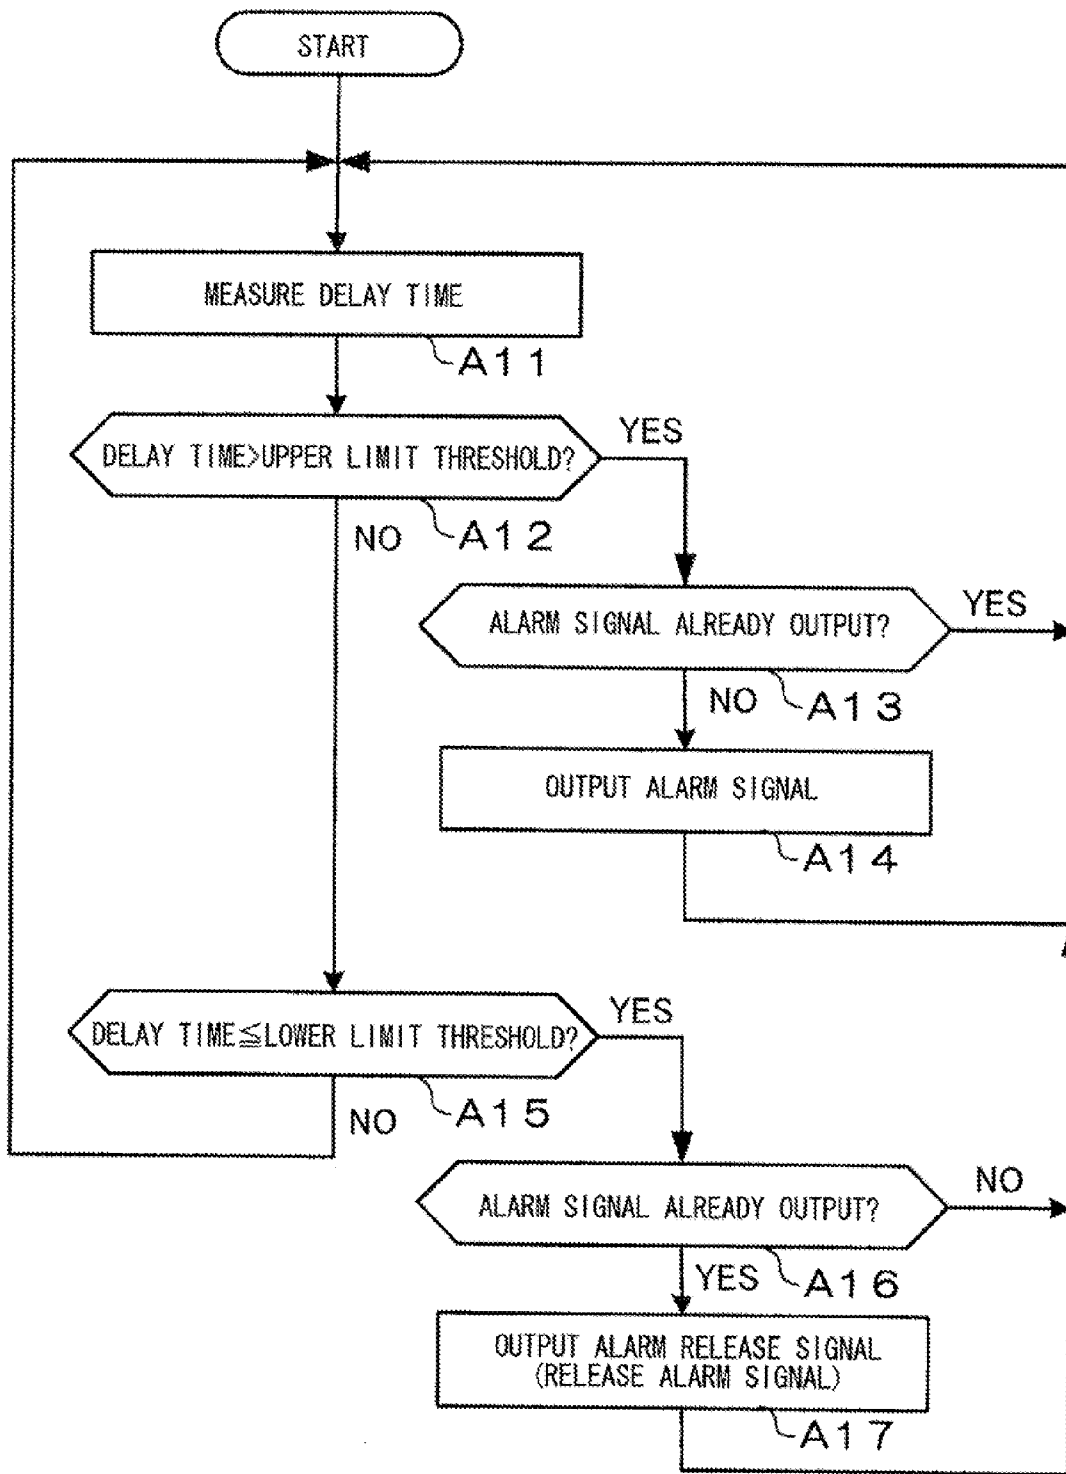 START
MEASURE DELAY TIME
A11
DELAY TIME>UPPER LIMIT THRESHOLD?
YES
A12
NO
ALARM SIGNAL ALREADY OUTPUT?
YES
NO
A13
OUTPUT ALARM SIGNAL
A14
DELAY TIME≦LOWER LIMIT THRESHOLD?
YES
A15
NO
ALARM SIGNAL ALREADY OUTPUT?
NO
YES
A16
OUTPUT ALARM RELEASE SIGNAL
(RELEASE ALARM SIGNAL)
A17